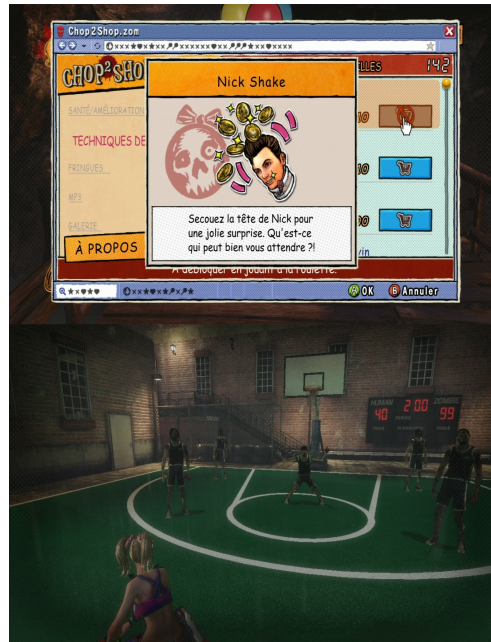 Chop2Shop.zom
CHOP2SHO
ELLES
142
Nick Shake
SANTÉ/AMÉLIORATION
TECHNIQUES DE
FRINGUES
MP3
GALERIE
À PROPOS
Secouez la tête de Nick pour
une jolie surprise. Qu'est-ce
qui peut bien vous attendre ?!
vin
À débloquer en jouant à la roulette.
A OK
B Annuler
HUMAN
ZOMBIE
40
2 00
99